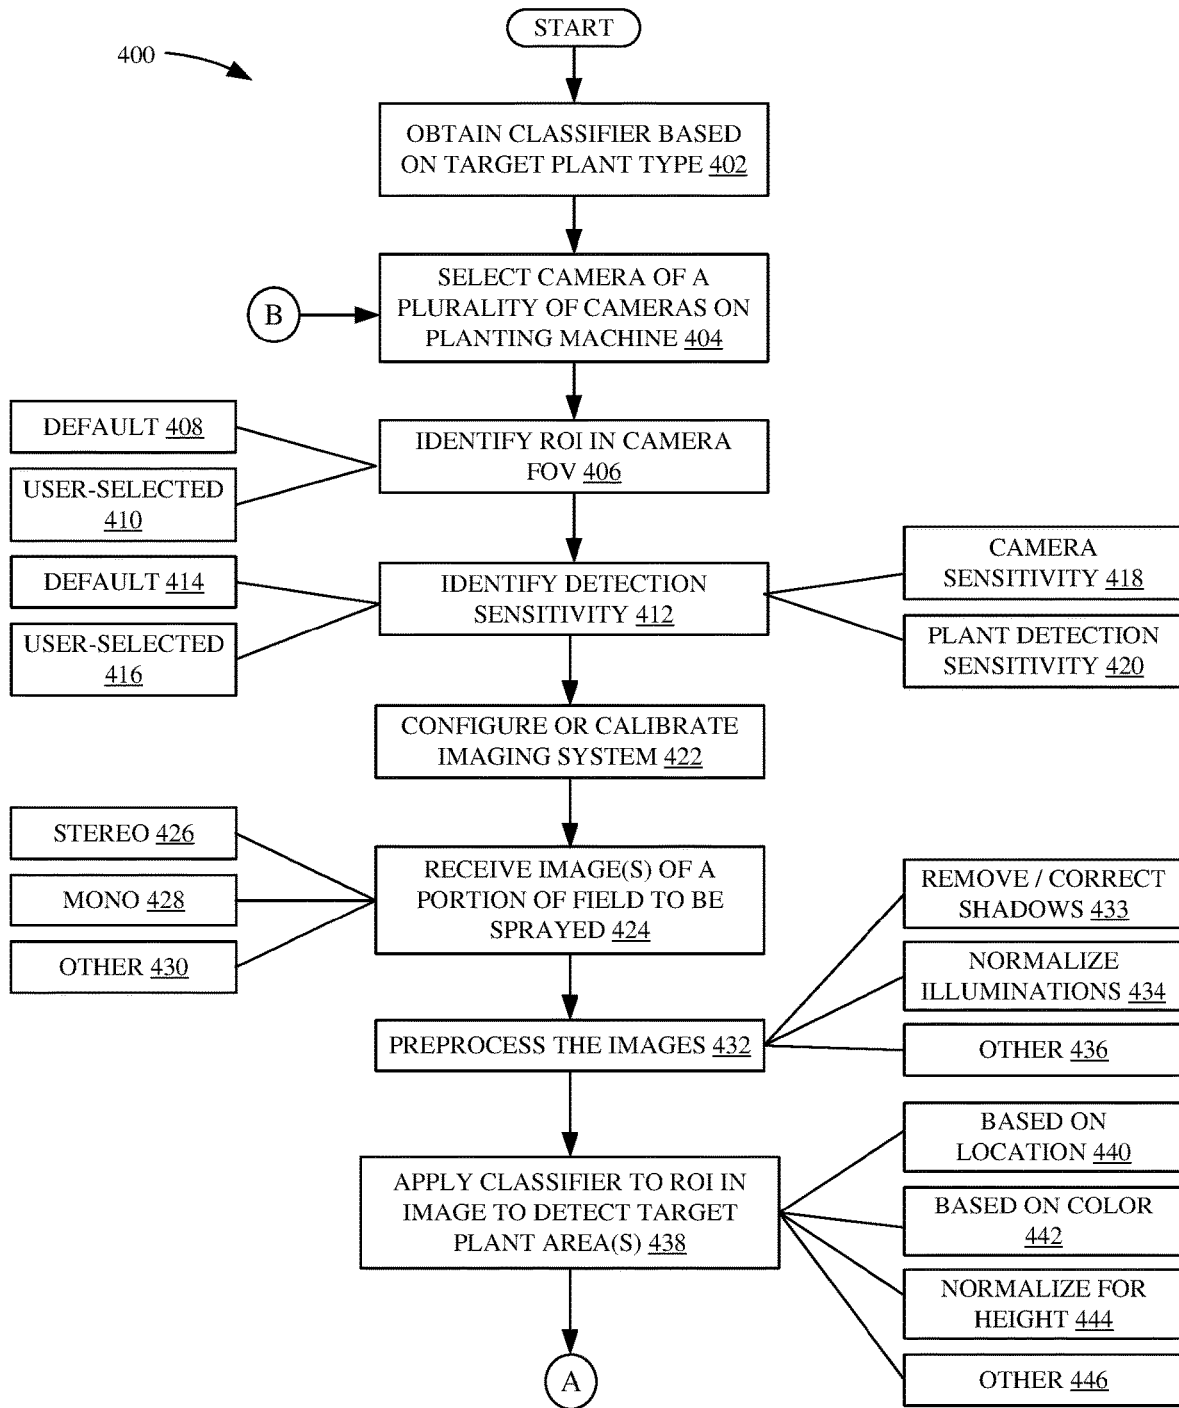 START
400
OBTAIN CLASSIFIER BASED
ON TARGET PLANT TYPE 402
SELECT CAMERA OF A
PLURALITY OF CAMERAS ON
PLANTING MACHINE 404
B
DEFAULT 408
USER-SELECTED
410
IDENTIFY ROI IN CAMERA
FOV 406
DEFAULT 414
USER-SELECTED
416
IDENTIFY DETECTION
SENSITIVITY 412
CAMERA
SENSITIVITY 418
PLANT DETECTION
SENSITIVITY 420
CONFIGURE OR CALIBRATE
IMAGING SYSTEM 422
STEREO 426
MONO 428
OTHER 430
RECEIVE IMAGE(S) OF A
PORTION OF FIELD TO BE
SPRAYED 424
REMOVE / CORRECT
SHADOWS 433
NORMALIZE
ILLUMINATIONS 434
OTHER 436
PREPROCESS THE IMAGES 432
APPLY CLASSIFIER TO ROI IN
IMAGE TO DETECT TARGET
PLANT AREA(S) 438
BASED ON
LOCATION 440
BASED ON COLOR
442
NORMALIZE FOR
HEIGHT 444
OTHER 446
A